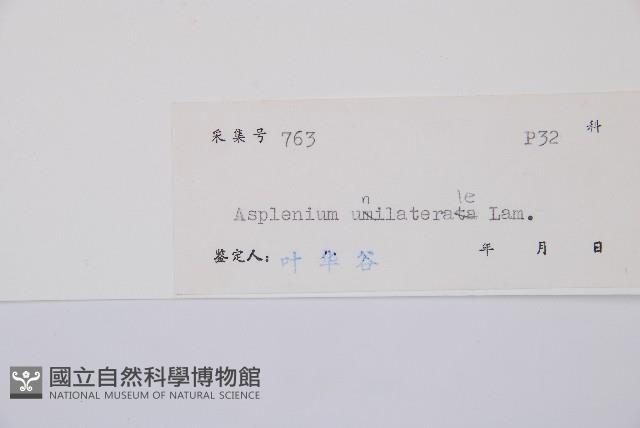 采集号 763 P32 科
n le
Asplenium unilaterata Lam.
鉴定人: 叶华谷 年 月 日
國立自然科學博物館
NATIONAL MUSEUM OF NATURAL SCIENCE